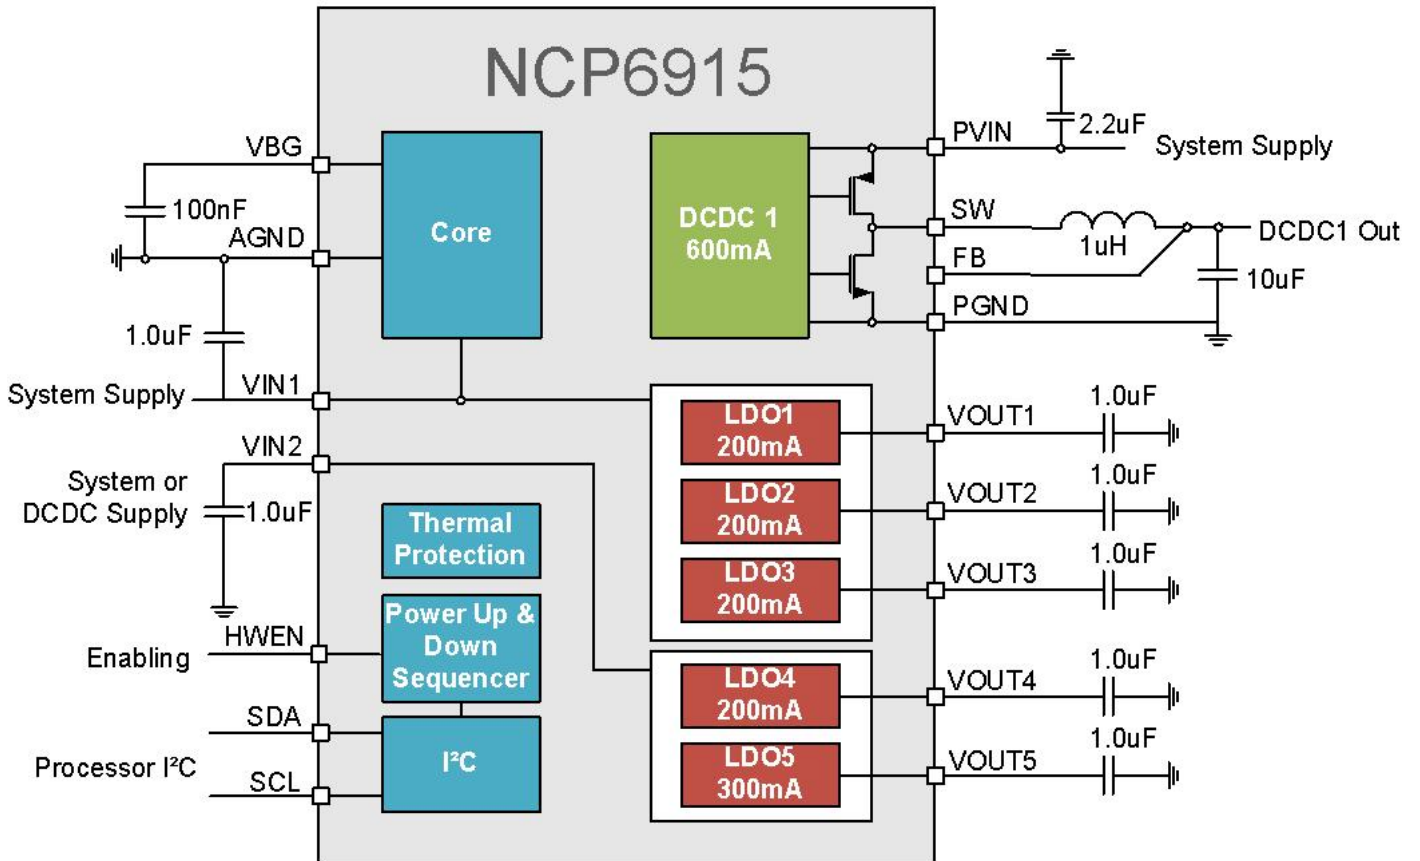 NCP6915
VBG
100nF
AGND
1.0uF
System Supply
VIN1
VIN2
System or
DCDC Supply
1.0uF
HWEN
Enabling
SDA
Processor I²C
SCL
Core
Thermal
Protection
Power Up &
Down
Sequencer
I²C
DCDC 1
600mA
LDO1
200mA
LDO2
200mA
LDO3
200mA
LDO4
200mA
LDO5
300mA
PVIN
2.2uF
System Supply
SW
1uH
DCDC1 Out
FB
10uF
PGND
1.0uF
VOUT1
1.0uF
VOUT2
1.0uF
VOUT3
1.0uF
VOUT4
1.0uF
VOUT5